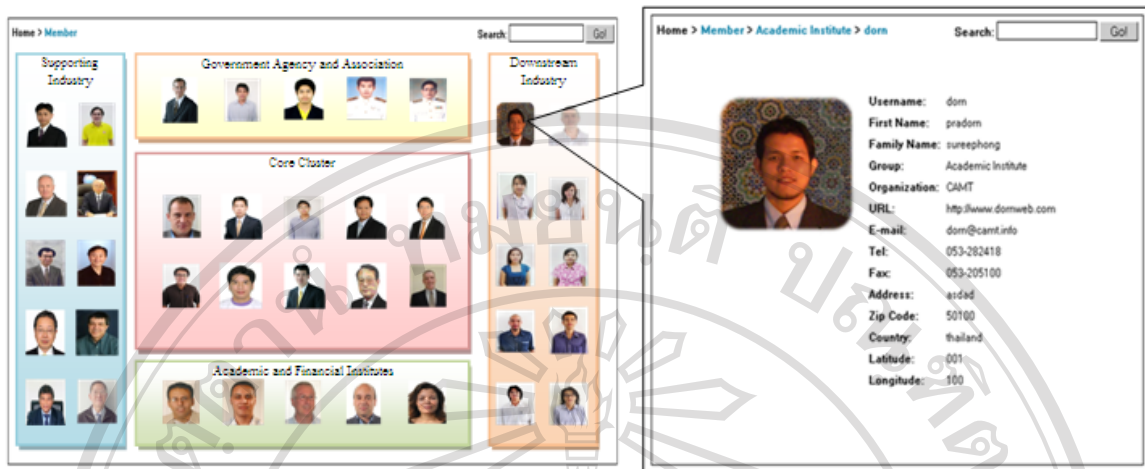 Home > Member
Search:
Go!
Supporting
Industry
Government Agency and Association
Downstream
Industry
Core Cluster
Academic and Financial Institutes
Home > Member > Academic Institute > dorn
Search:
Go!
Username: dorn
First Name: pradorn
Family Name: sureephong
Group: Academic Institute
Organization: CAMT
URL: http://www.dornweb.com
E-mail: dorn@camt.info
Tel: 053-282418
Fax: 053-205100
Address: asdad
Zip Code: 50100
Country: thailand
Latitude: 001
Longitude: 100